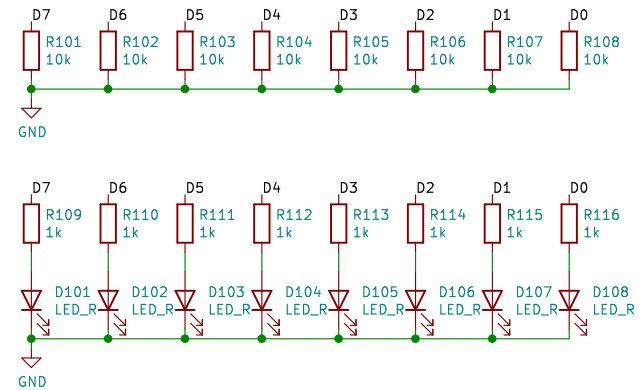 D7 D6 D5 D4 D3 D2 D1 D0
R101 R102 R103 R104 R105 R106 R107 R108
10k 10k 10k 10k 10k 10k 10k 10k
GND
D7 D6 D5 D4 D3 D2 D1 D0
R109 R110 R111 R112 R113 R114 R115 R116
1k 1k 1k 1k 1k 1k 1k 1k
D101 D102 D103 D104 D105 D106 D107 D108
LED_R LED_R LED_R LED_R LED_R LED_R LED_R LED_R
GND